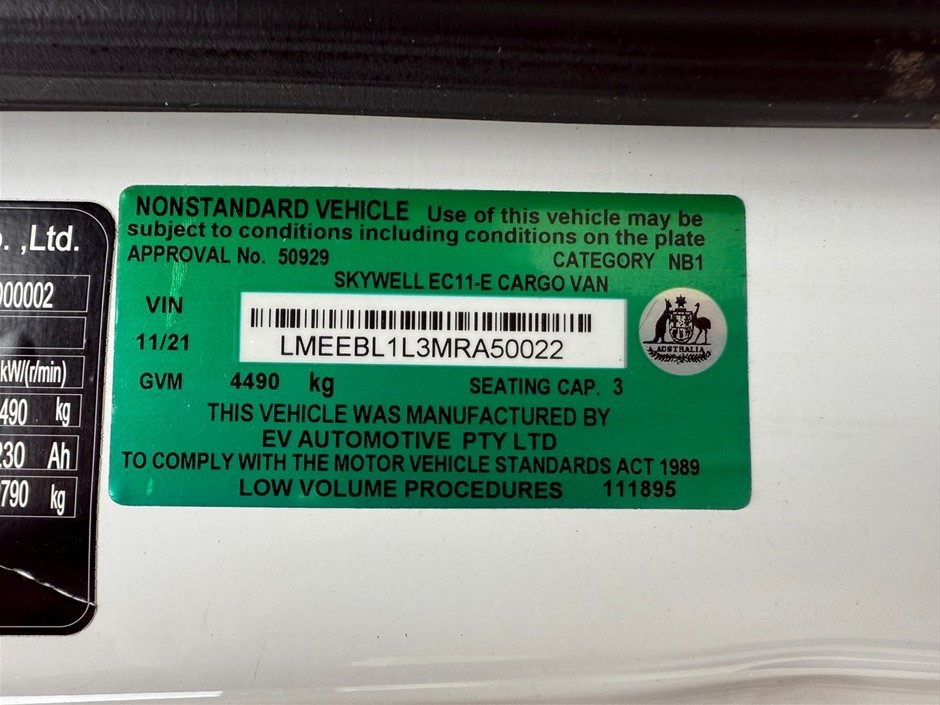 NONSTANDARD VEHICLE Use of this vehicle may be
subject to conditions including conditions on the plate
APPROVAL No. 50929 CATEGORY NB1
SKYWELL EC11-E CARGO VAN
VIN
LMEEBL1L3MRA50022
11/21
AUSTRALIA
GVM 4490 kg SEATING CAP. 3
THIS VEHICLE WAS MANUFACTURED BY
EV AUTOMOTIVE PTY LTD
TO COMPLY WITH THE MOTOR VEHICLE STANDARDS ACT 1989
LOW VOLUME PROCEDURES 111895
,Ltd.
000002
kW/(r/min)
490 kg
230 Ah
790 kg